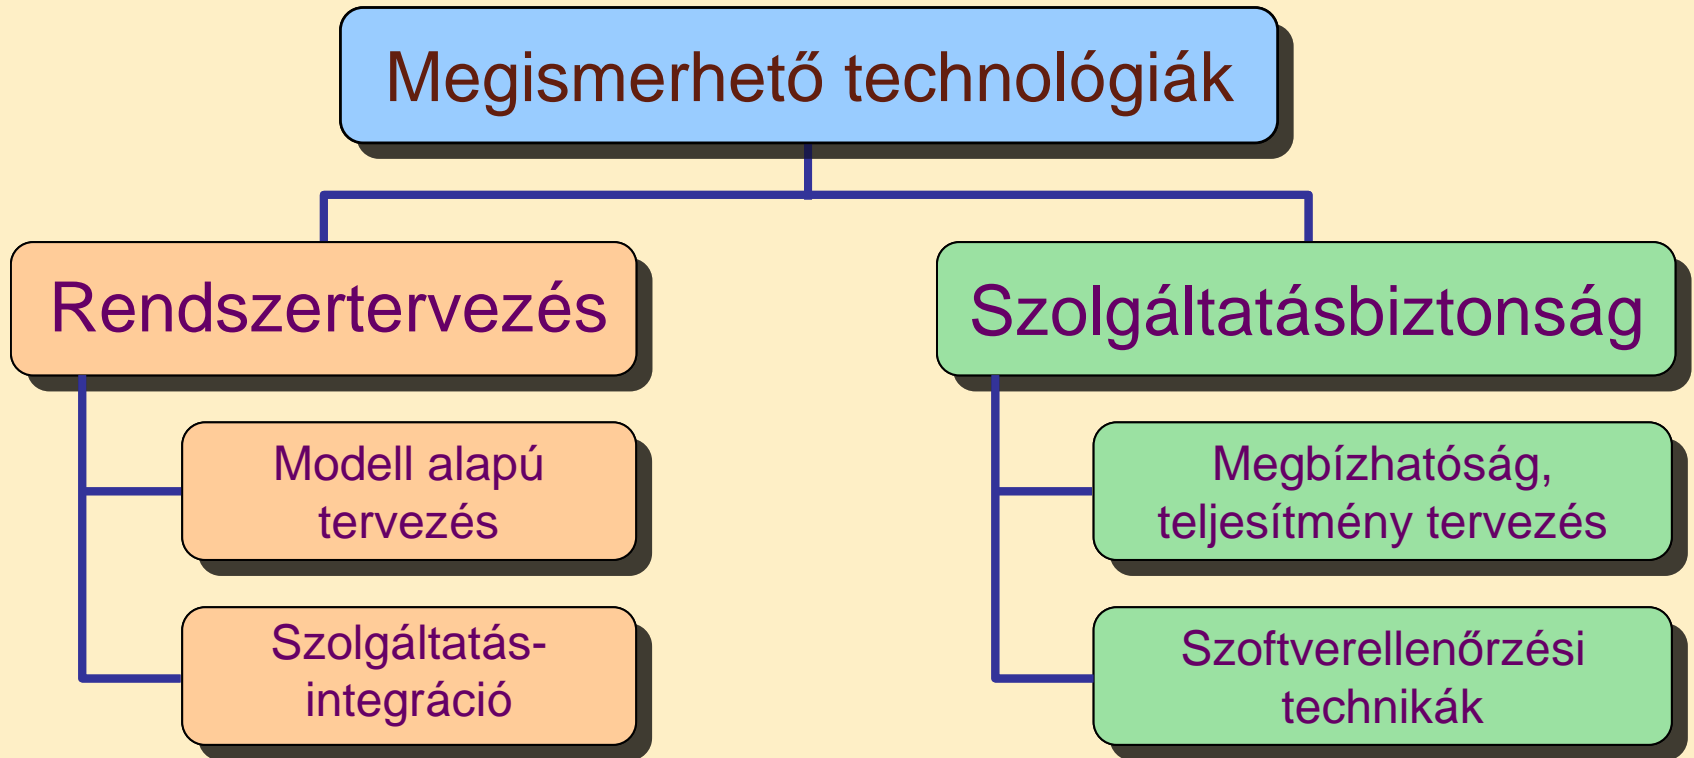 Megismerhető technológiák
Rendszertervezés
Modell alapú
tervezés
Szolgáltatás-
integráció
Szolgáltatásbiztonság
Megbízhatóság,
teljesítmény tervezés
Szoftverellenőrzési
technikák